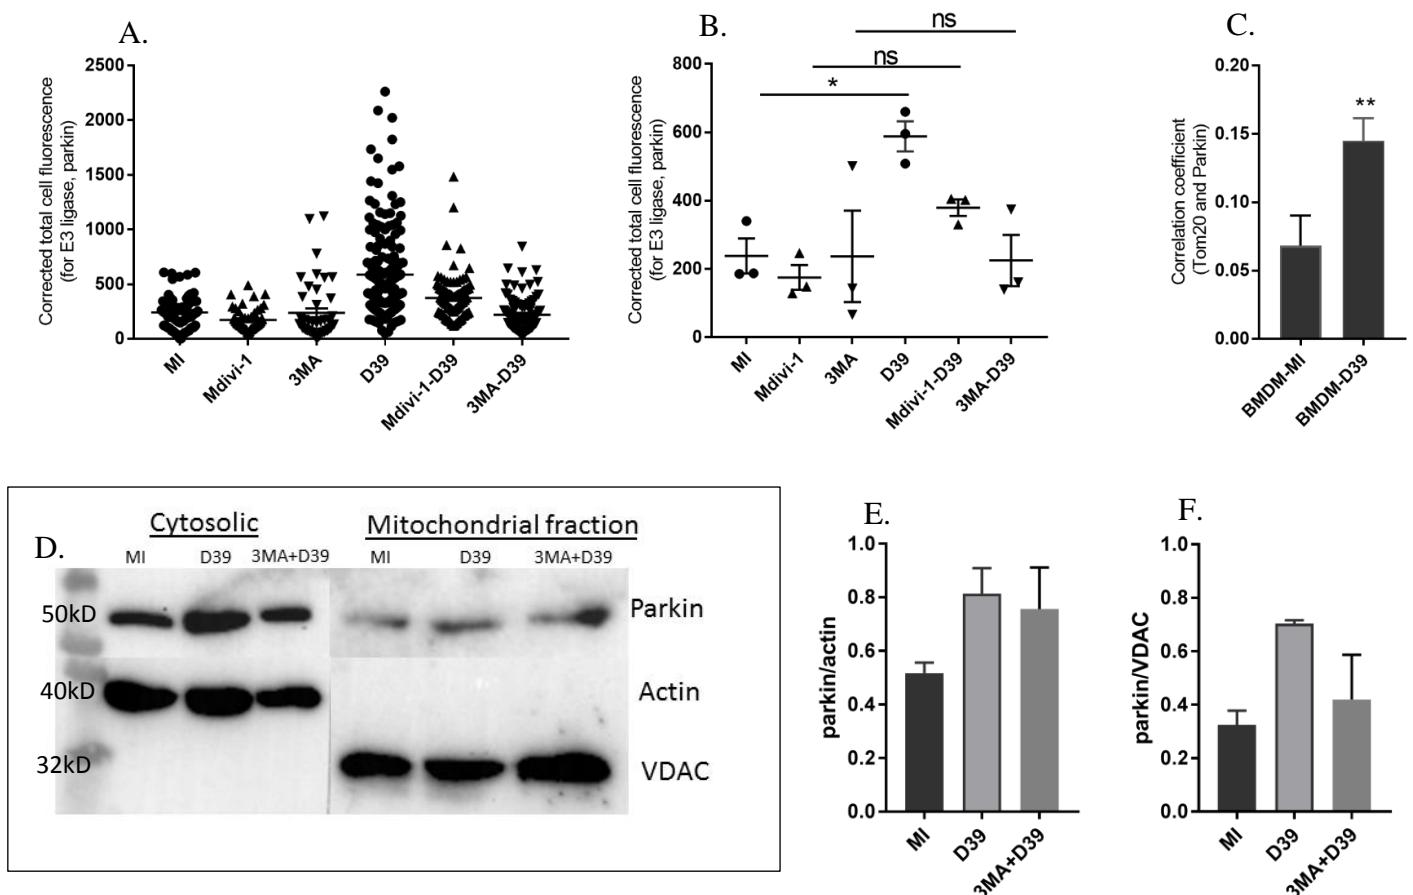 A.
Corrected total cell fluorescence
(for E3 ligase, parkin)
2500
2000
1500
1000
500
0
MI
Mdivi-1
3MA
D39
Mdivi-1-D39
3MA-D39
B.
Corrected total cell fluorescence
(for E3 ligase, parkin)
800
600
400
200
0
ns
ns
*
MI
Mdivi-1
3MA
D39
Mdivi-1-D39
3MA-D39
C.
Correlation coefficient
(Tom20 and Parkin)
0.20
0.15
0.10
0.05
0.00
**
BMDM-MI
BMDM-D39
D.
Cytosolic
Mitochondrial fraction
MI D39 3MA+D39 MI D39 3MA+D39
50kD Parkin
40kD Actin
32kD VDAC
E.
parkin/actin
1.0
0.8
0.6
0.4
0.2
0.0
MI
D39
3MA+D39
F.
parkin/VDAC
1.0
0.8
0.6
0.4
0.2
0.0
MI
D39
3MA+D39